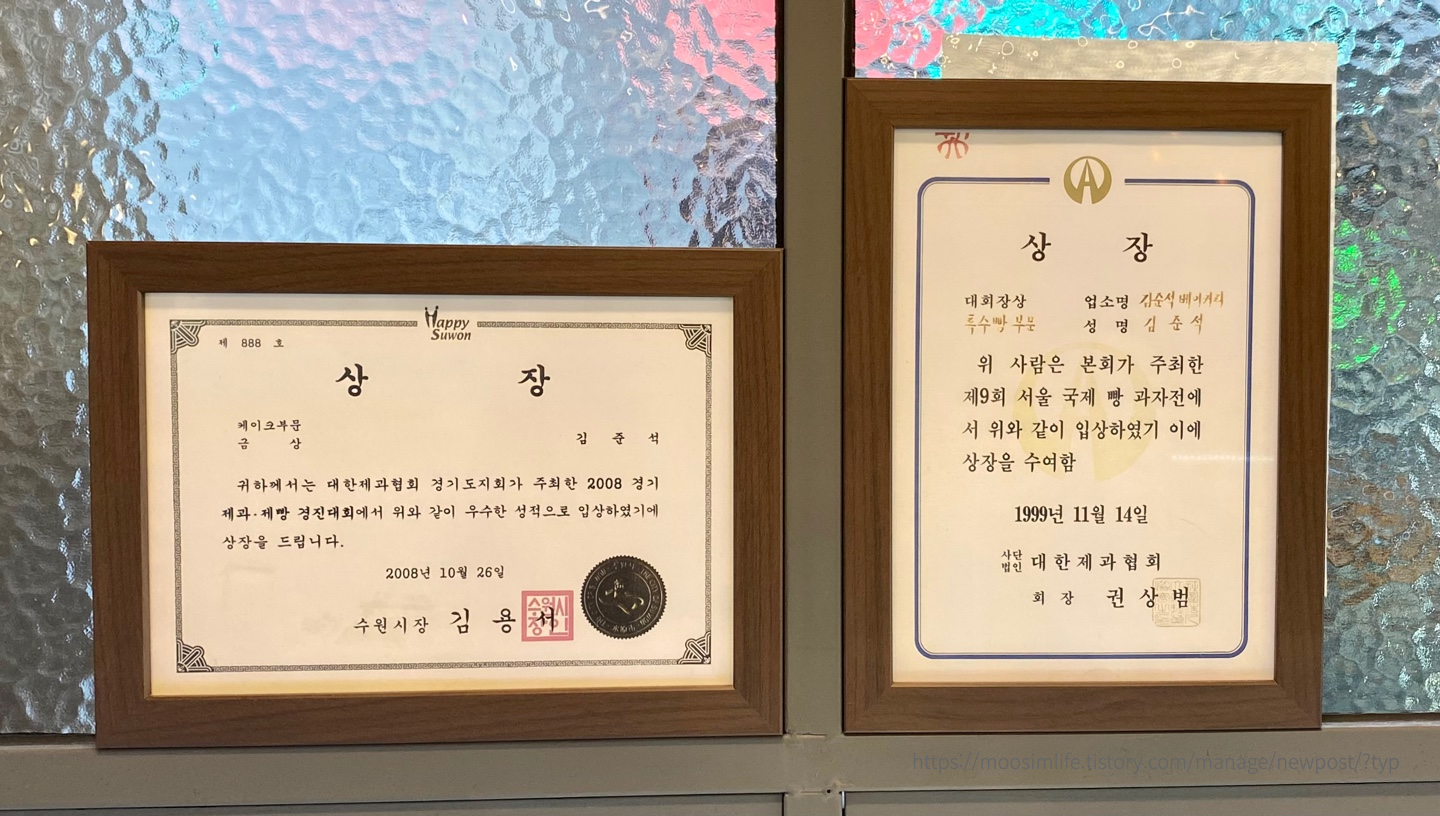 Happy
Suwon
제 888 호
상 장
케이크부문
금 상
김 준 석
귀하께서는 대한제과협회 경기도지회가 주최한 2008 경기
제과·제빵 경진대회에서 위와 같이 우수한 성적으로 입상하였기에
상장을 드립니다.
2008년 10월 26일
수원시장 김 용 서
수원시
장인
상 장
대회장상 업소명 김준석베이커리
특수빵 부문 성 명 김 준 석
위 사람은 본회가 주최한
제9회 서울 국제 빵 과자전에
서 위와 같이 입상하였기 이에
상장을 수여함
1999년 11월 14일
사단
법인 대한제과협회
회 장 권 상 범
https://moosimlife.tistory.com/manage/newpost/?typ